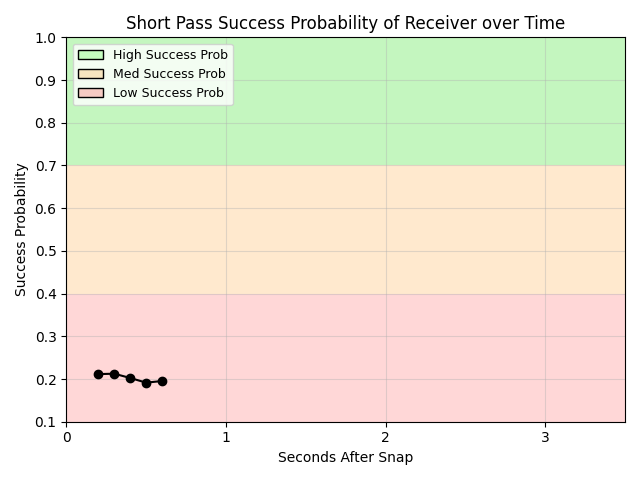 Short Pass Success Probability of Receiver over Time
1.0
0.9
0.8
0.7
0.6
0.5
0.4
0.3
0.2
0.1
Success Probability
High Success Prob
Med Success Prob
Low Success Prob
0 1 2 3
Seconds After Snap